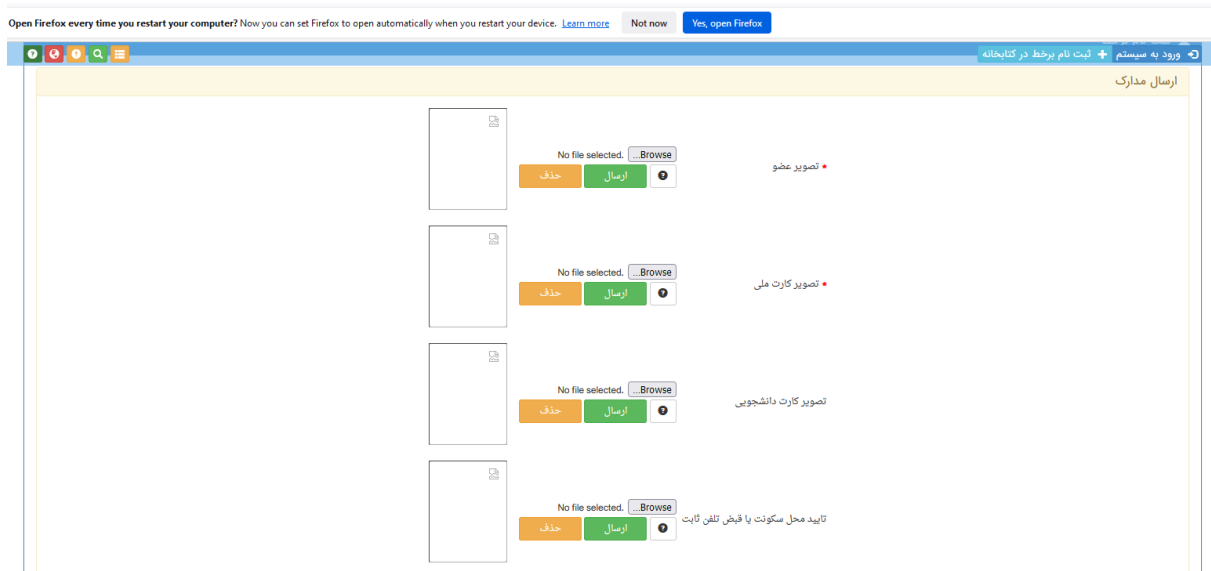 Open Firefox every time you restart your computer? Now you can set Firefox to open automatically when you restart your device. Learn more Not now Yes, open Firefox
ورود به سیستم ثبت نام برخط در کتابخانه
ارسال مدارک
تصویر عضو
Browse... No file selected.
ارسال حذف
تصویر کارت ملی
Browse... No file selected.
ارسال حذف
تصویر کارت دانشجویی
Browse... No file selected.
ارسال حذف
تایید محل سکونت یا قبض تلفن ثابت
Browse... No file selected.
ارسال حذف